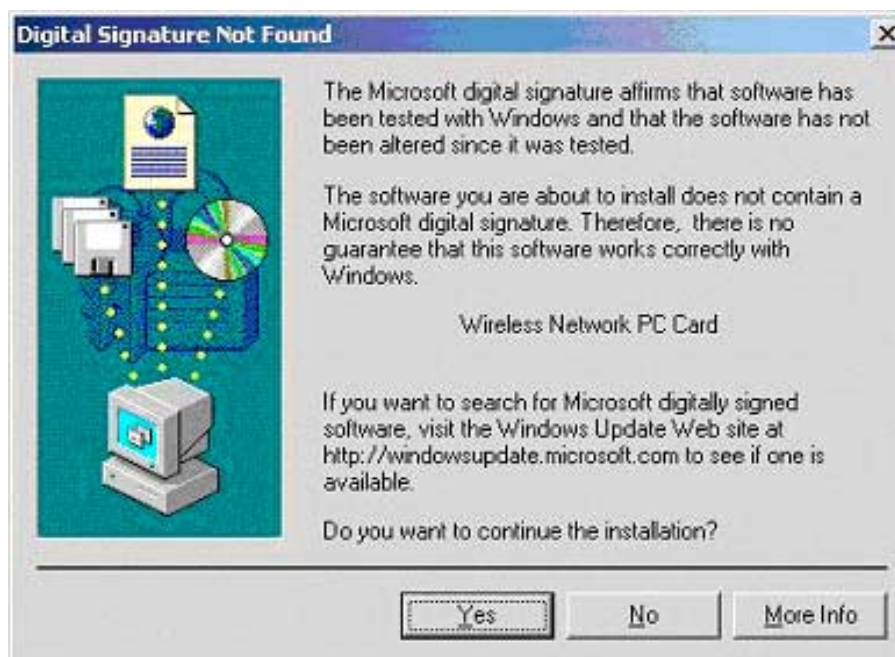 Digital Signature Not Found
The Microsoft digital signature affirms that software has
been tested with Windows and that the software has not
been altered since it was tested.
The software you are about to install does not contain a
Microsoft digital signature. Therefore, there is no
guarantee that this software works correctly with
Windows.
Wireless Network PC Card
If you want to search for Microsoft digitally signed
software, visit the Windows Update Web site at
http://windowsupdate.microsoft.com to see if one is
available.
Do you want to continue the installation?
Yes No More Info